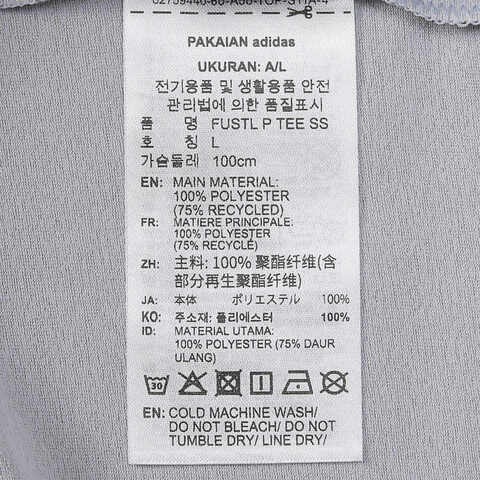 PAKAIAN adidas
UKURAN: A/L
전기용품 및 생활용품 안전
관리법에 의한 품질표시
품 명 FUSTL P TEE SS
호 칭 L
가슴둘레 100cm
EN: MAIN MATERIAL:
100% POLYESTER
(75% RECYCLED)
FR: MATIERE PRINCIPALE:
100% POLYESTER
(75% RECYCLÉ)
ZH: 主料: 100% 聚酯纤维(含
部分再生聚酯纤维)
JA: 本体 ポリエステル 100%
KO: 주소재: 폴리에스터 100%
ID: MATERIAL UTAMA:
100% POLYESTER (75% DAUR
ULANG)
30
EN: COLD MACHINE WASH/
DO NOT BLEACH/ DO NOT
TUMBLE DRY/ LINE DRY/